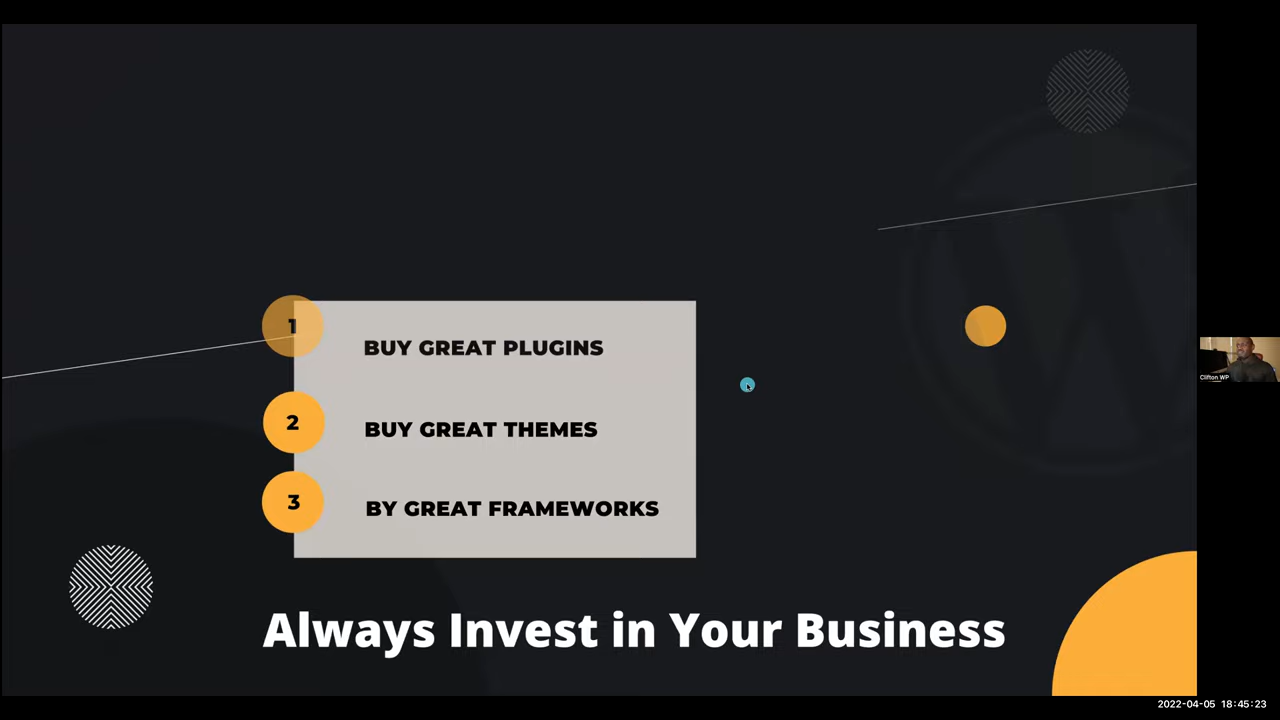 1
BUY GREAT PLUGINS
2
BUY GREAT THEMES
3
BY GREAT FRAMEWORKS
Always Invest in Your Business
Clifton WP
2022-04-05 18:45:23